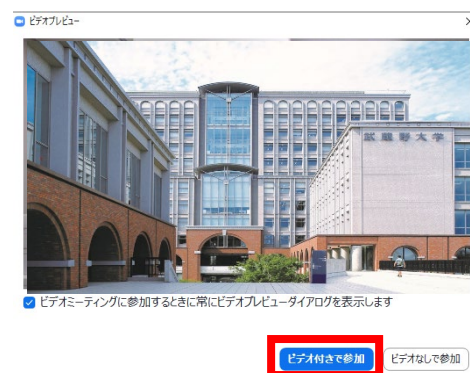 ビデオプレビュー
武蔵野大学
ビデオミーティングに参加するときに常にビデオプレビューダイアログを表示します
ビデオ付きで参加
ビデオなしで参加